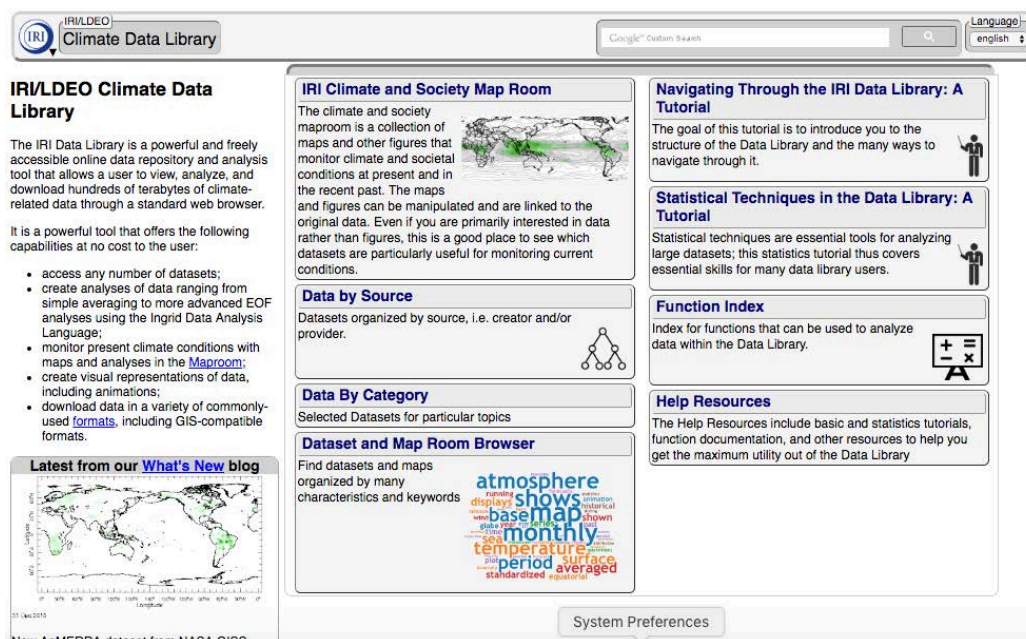 IRI/LDEO
IRI
Climate Data Library
Google™ Custom Search
Language
english
IRI/LDEO Climate Data
Library
The IRI Data Library is a powerful and freely
accessible online data repository and analysis
tool that allows a user to view, analyze, and
download hundreds of terabytes of climate-
related data through a standard web browser.
It is a powerful tool that offers the following
capabilities at no cost to the user:
• access any number of datasets;
• create analyses of data ranging from
simple averaging to more advanced EOF
analyses using the Ingrid Data Analysis
Language;
• monitor present climate conditions with
maps and analyses in the Maproom;
• create visual representations of data,
including animations;
• download data in a variety of commonly-
used formats, including GIS-compatible
formats.
Latest from our What's New blog
Longitude
IRI Climate and Society Map Room
The climate and society
maproom is a collection of
maps and other figures that
monitor climate and societal
conditions at present and in
the recent past. The maps
and figures can be manipulated and are linked to the
original data. Even if you are primarily interested in data
rather than figures, this is a good place to see which
datasets are particularly useful for monitoring current
conditions.
Data by Source
Datasets organized by source, i.e. creator and/or
provider.
Data By Category
Selected Datasets for particular topics
Dataset and Map Room Browser
Find datasets and maps
organized by many
characteristics and keywords
atmosphere
running
displays shows animation
historical
base map shown
globe year series past
time
sea monthly
temperature
plot period surface
averaged
standardized equatorial
Navigating Through the IRI Data Library: A
Tutorial
The goal of this tutorial is to introduce you to the
structure of the Data Library and the many ways to
navigate through it.
Statistical Techniques in the Data Library: A
Tutorial
Statistical techniques are essential tools for analyzing
large datasets; this statistics tutorial thus covers
essential skills for many data library users.
Function Index
Index for functions that can be used to analyze
data within the Data Library.
+ =
- ×
Help Resources
The Help Resources include basic and statistics tutorials,
function documentation, and other resources to help you
get the maximum utility out of the Data Library
System Preferences